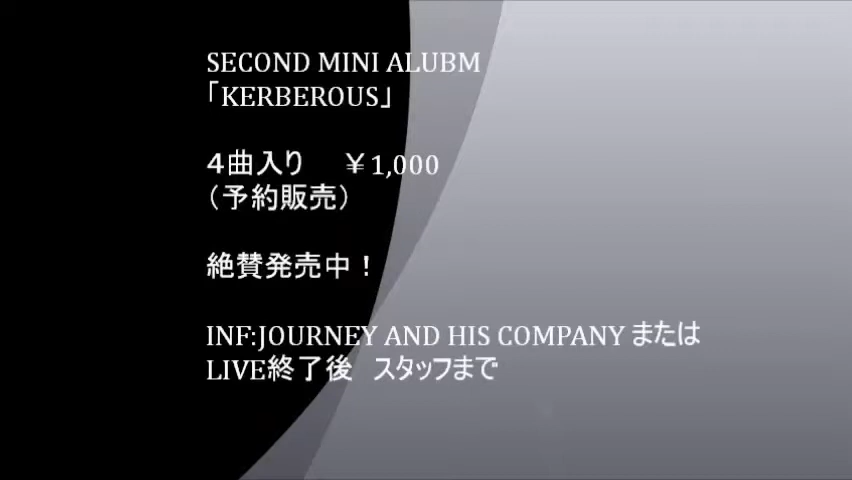 SECOND MINI ALUBM
「KERBEROUS」
４曲入り　￥1,000
（予約販売）
絶賛発売中！
INF:JOURNEY AND HIS COMPANY または
LIVE終了後　スタッフまで